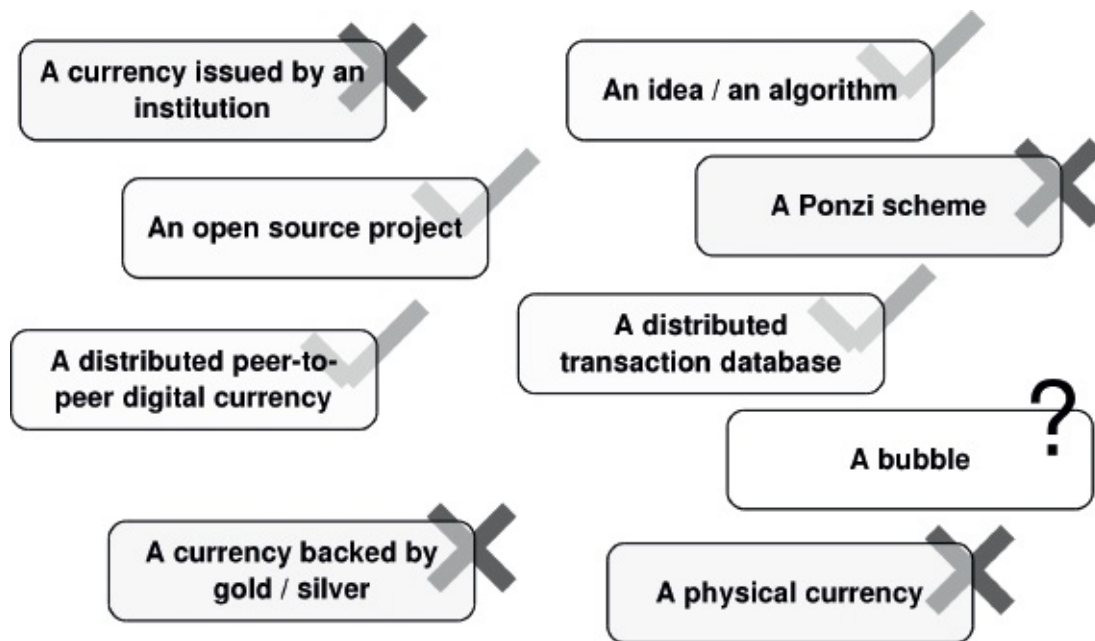 A currency issued by an
institution
An idea / an algorithm
An open source project
A Ponzi scheme
A distributed peer-to-
peer digital currency
A distributed
transaction database
?
A bubble
A currency backed by
gold / silver
A physical currency